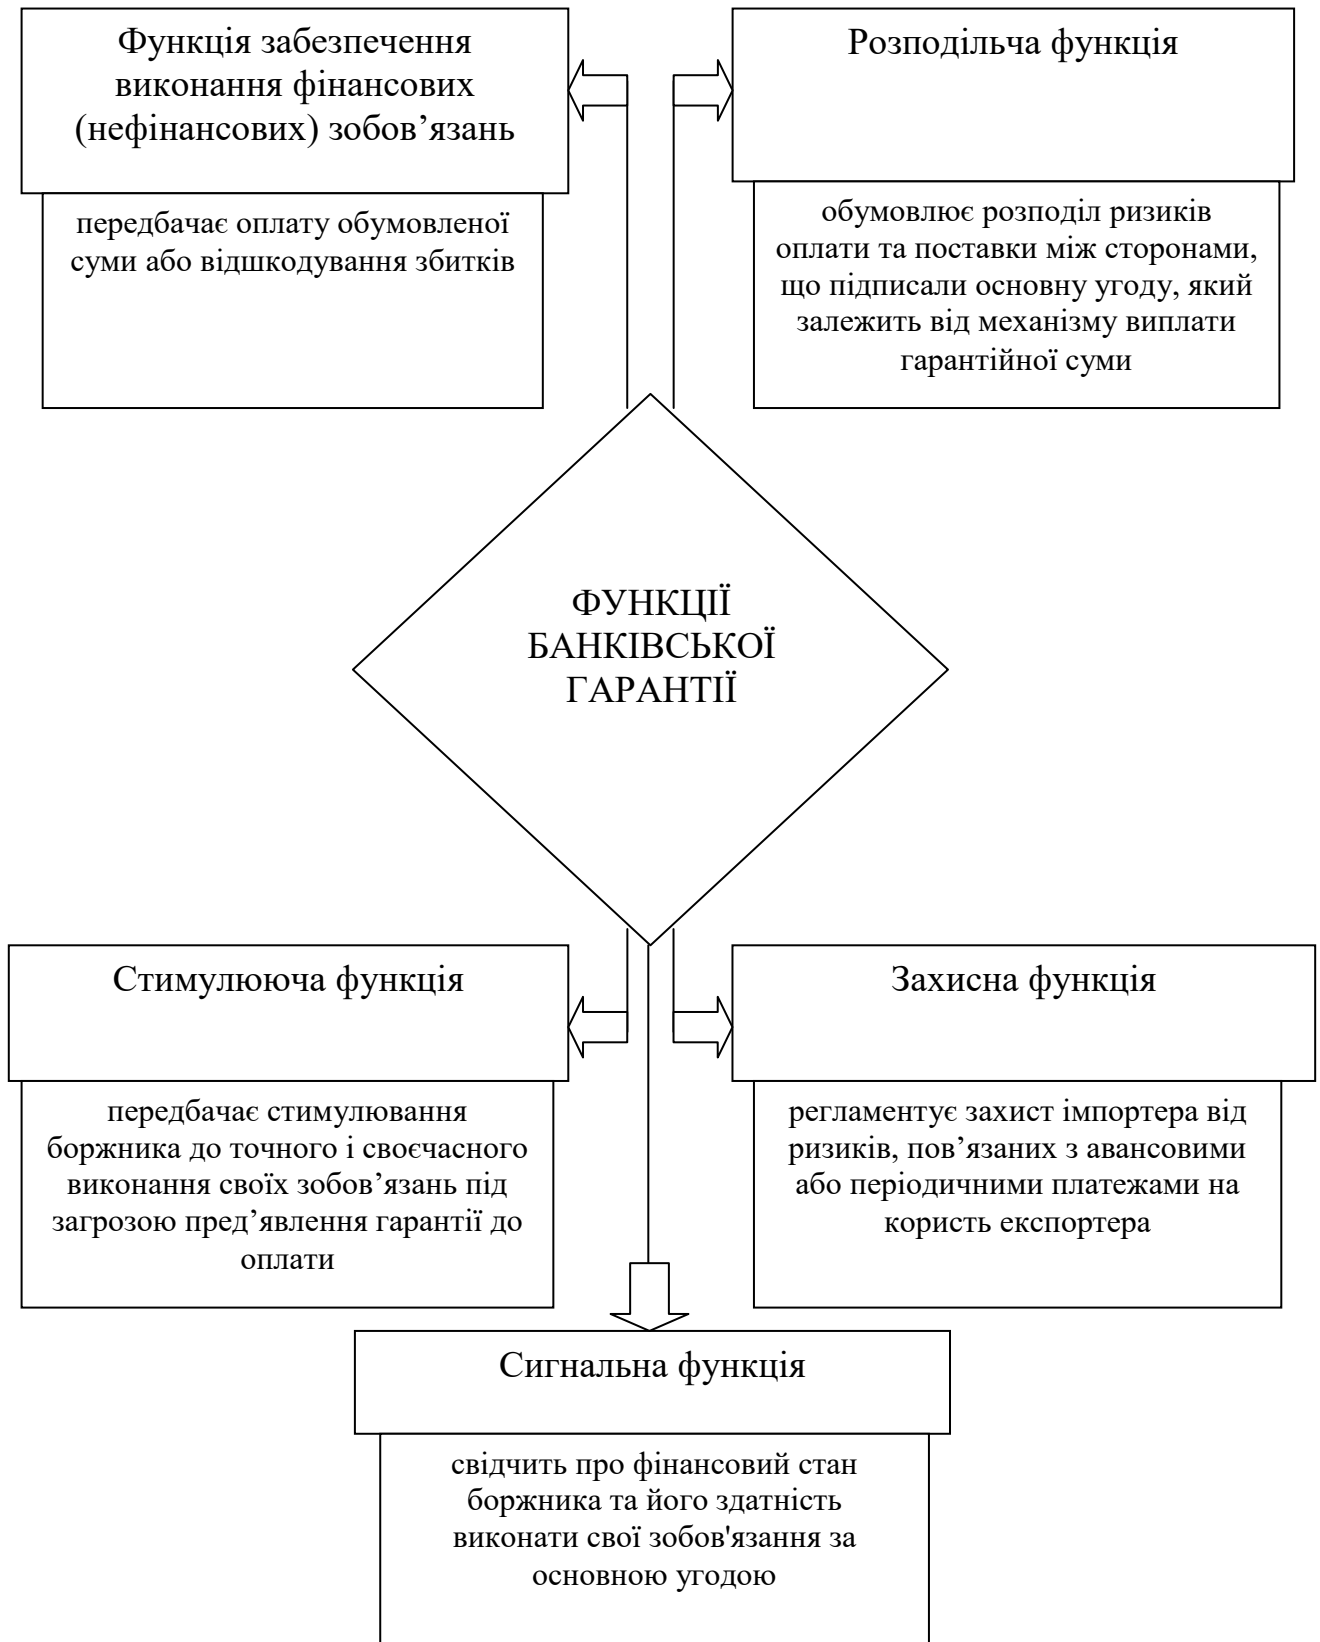 Функція забезпечення
виконання фінансових
(нефінансових) зобов’язань
передбачає оплату обумовленої
суми або відшкодування збитків
Розподільча функція
обумовлює розподіл ризиків
оплати та поставки між сторонами,
що підписали основну угоду, який
залежить від механізму виплати
гарантійної суми
ФУНКЦІЇ
БАНКІВСЬКОЇ
ГАРАНТІЇ
Стимулююча функція
передбачає стимулювання
боржника до точного і своєчасного
виконання своїх зобов’язань під
загрозою пред’явлення гарантії до
оплати
Захисна функція
регламентує захист імпортера від
ризиків, пов’язаних з авансовими
або періодичними платежами на
користь експортера
Сигнальна функція
свідчить про фінансовий стан
боржника та його здатність
виконати свої зобов'язання за
основною угодою